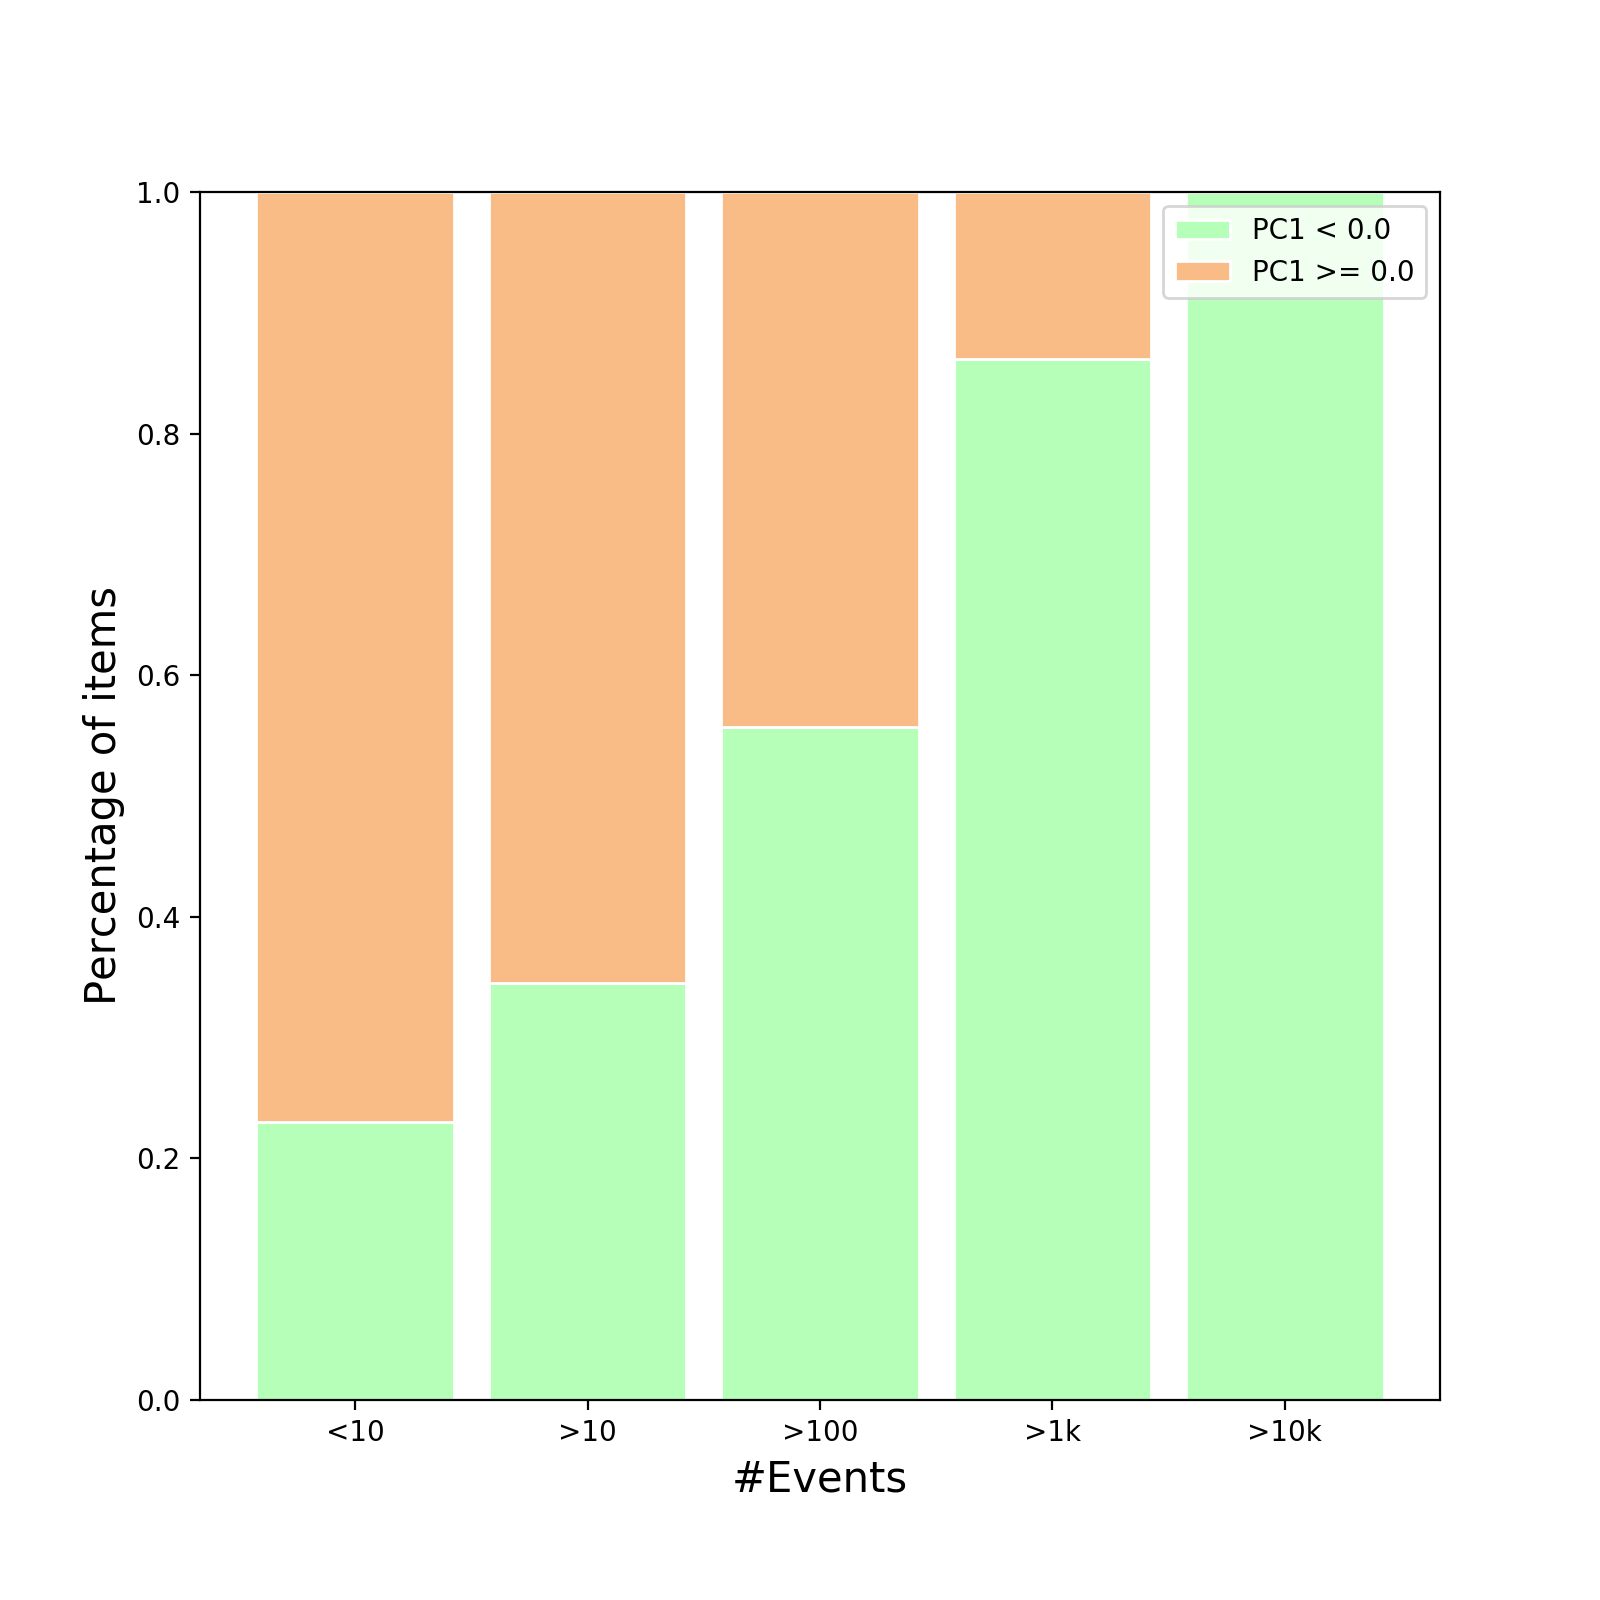 1.0
0.8
0.6
0.4
0.2
0.0
Percentage of items
PC1 < 0.0
PC1 >= 0.0
<10 >10 >100 >1k >10k
#Events